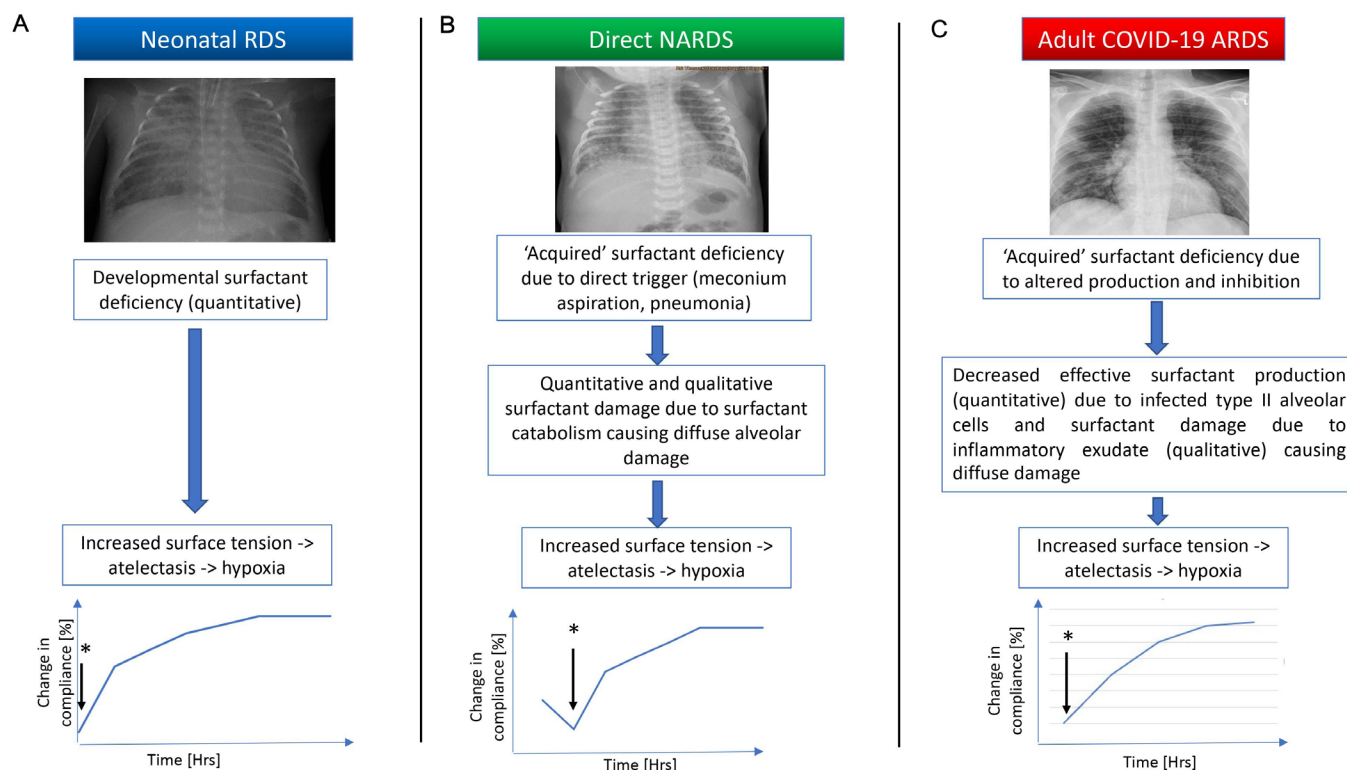 A
Neonatal RDS
Developmental surfactant
deficiency (quantitative)
Increased surface tension ->
atelectasis -> hypoxia
*
Change in
compliance [%]
Time [Hrs]
B
Direct NARDS
‘Acquired’ surfactant deficiency
due to direct trigger (meconium
aspiration, pneumonia)
Quantitative and qualitative
surfactant damage due to surfactant
catabolism causing diffuse alveolar
damage
Increased surface tension ->
atelectasis -> hypoxia
*
Change in
compliance [%]
Time [Hrs]
C
Adult COVID-19 ARDS
‘Acquired’ surfactant deficiency due
to altered production and inhibition
Decreased effective surfactant production
(quantitative) due to infected type II alveolar
cells and surfactant damage due to
inflammatory exudate (qualitative) causing
diffuse damage
Increased surface tension ->
atelectasis -> hypoxia
*
Change in
compliance [%]
Time [Hrs]